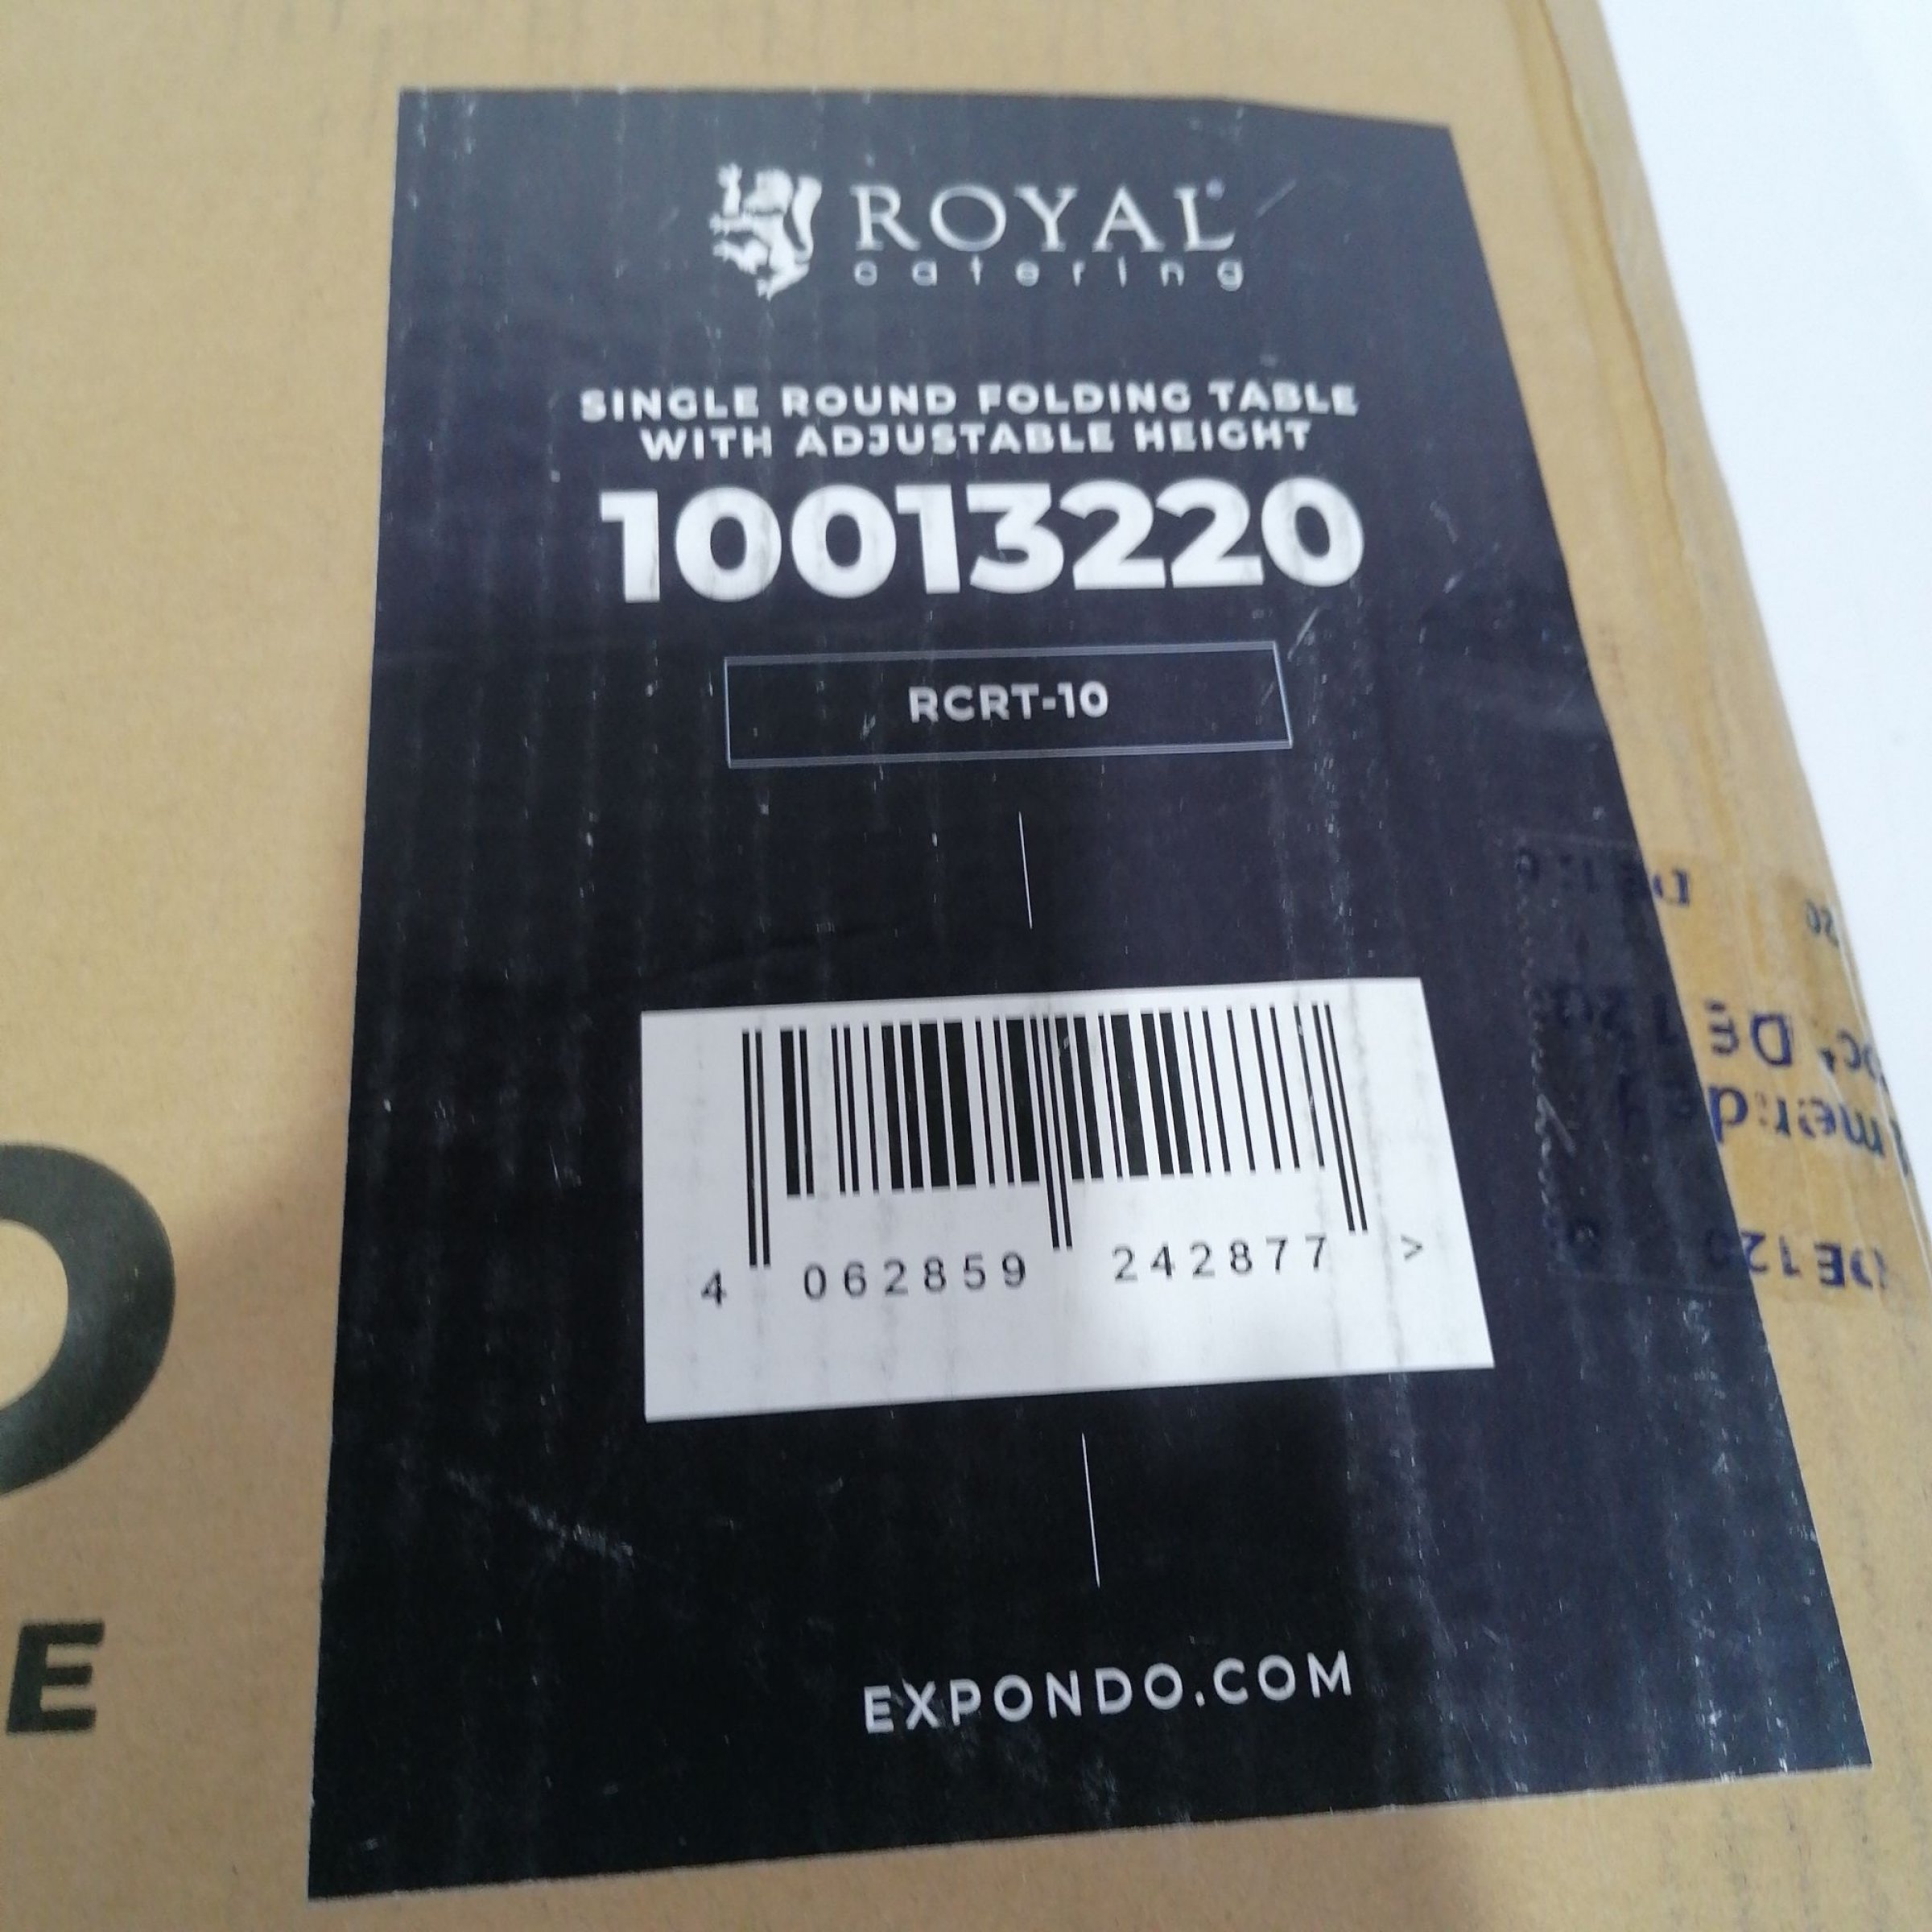 ROYAL®
catering
SINGLE ROUND FOLDING TABLE
WITH ADJUSTABLE HEIGHT
10013220
RCRT-10
4 062859 242877 >
EXPONDO.COM
O
E